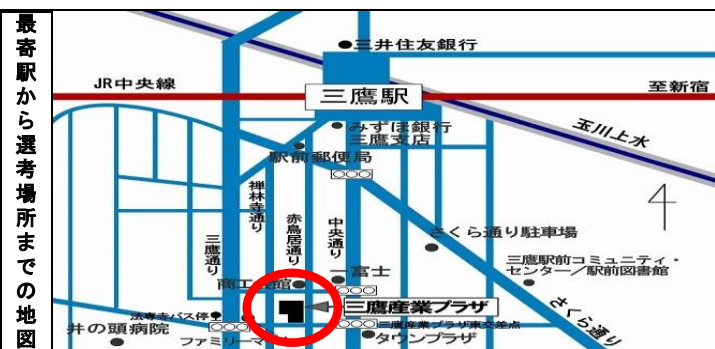 最寄駅から選考場所までの地図
三井住友銀行
JR中央線
三鷹駅
至新宿
みずほ銀行
三鷹支店
玉川上水
駅前郵便局
禅林寺通り
赤鳥居通り
中央通り
三鷹通り
さくら通り駐車場
三鷹駅前コミュニティ・
センター/駅前図書館
商工会館
一富士
三鷹産業プラザ
さくら通り
法専寺バス停
三鷹産業プラザ東交差点
井の頭病院
ファミリーマ
タウンプラザ